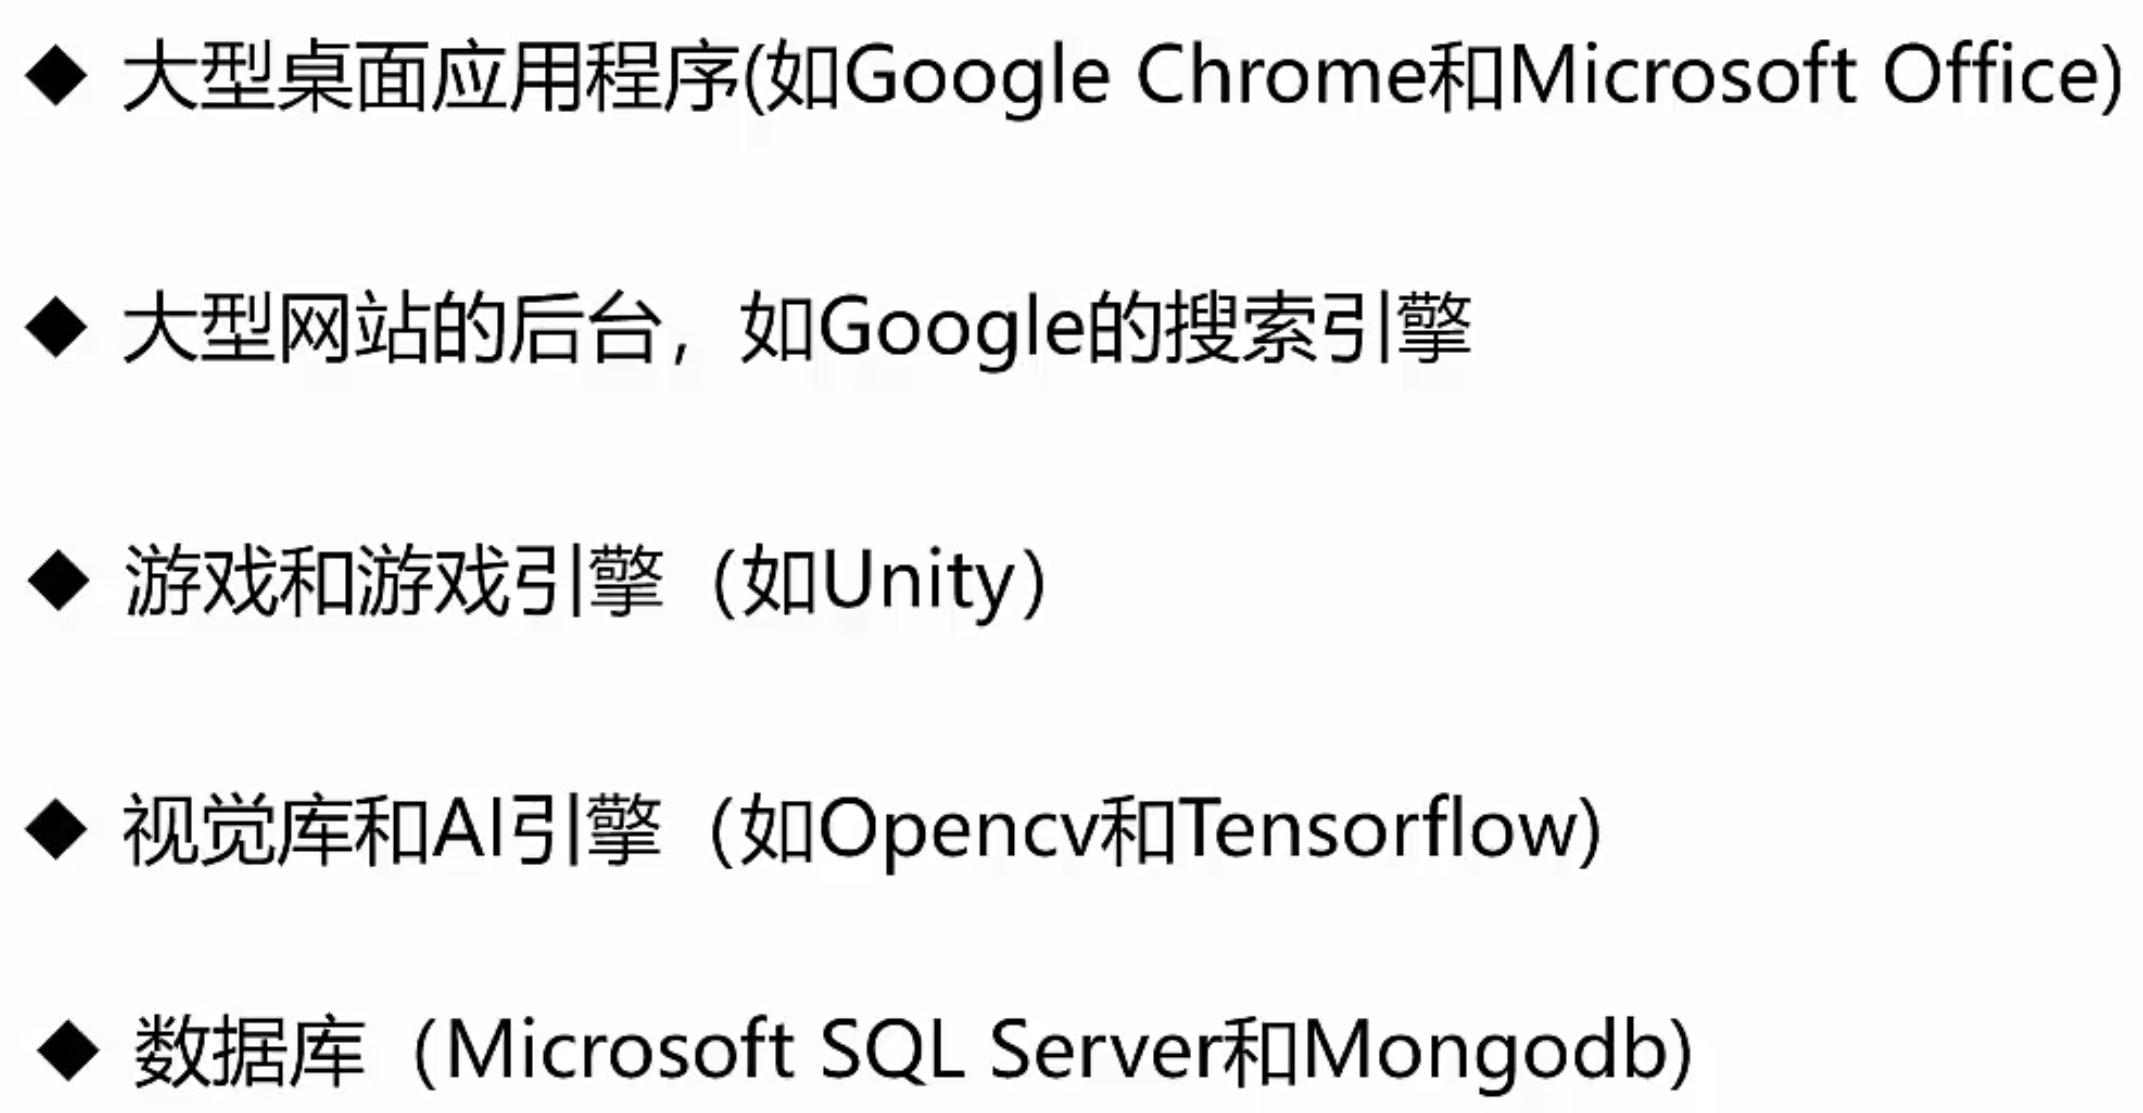 ◆ 大型桌面应用程序(如Google Chrome和Microsoft Office)
◆ 大型网站的后台，如Google的搜索引擎
◆ 游戏和游戏引擎（如Unity）
◆ 视觉库和AI引擎（如Opencv和Tensorflow)
◆ 数据库（Microsoft SQL Server和Mongodb)